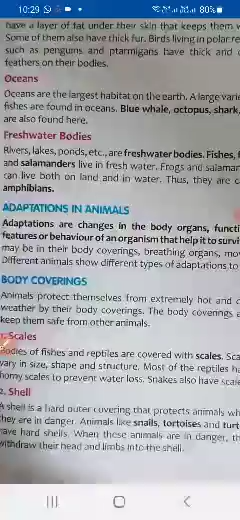 10:29
80%
have a layer of fat under their skin that keeps them
Some of them also have thick fur. Birds living in polar re
such as penguins and ptarmigans have thick and
feathers on their bodies.
Oceans
Oceans are the largest habitat on the earth. A large varie
fishes are found in oceans. Blue whale, octopus, shark,
are also found here.
Freshwater Bodies
Rivers, lakes, ponds, etc., are freshwater bodies. Fishes, f
and salamanders live in fresh water. Frogs and salaman
can live both on land and in water. Thus, they are c
amphibians.
ADAPTATIONS IN ANIMALS
Adaptations are changes in the body organs, functi
features or behaviour of an organism that help it to survi
may be in their body coverings, breathing organs, mo
Different animals show different types of adaptations to
BODY COVERINGS
Animals protect themselves from extremely hot and c
weather by their body coverings. The body coverings
keep them safe from other animals.
1. Scales
Bodies of fishes and reptiles are covered with scales. Sca
vary in size, shape and structure. Most of the reptiles ha
horny scales to prevent water loss. Snakes also have scale
2. Shell
A shell is a hard outer covering that protects animals wh
they are in danger. Animals like snails, tortoises and turt
have hard shells. When these animals are in danger, th
withdraw their head and limbs into the shell.